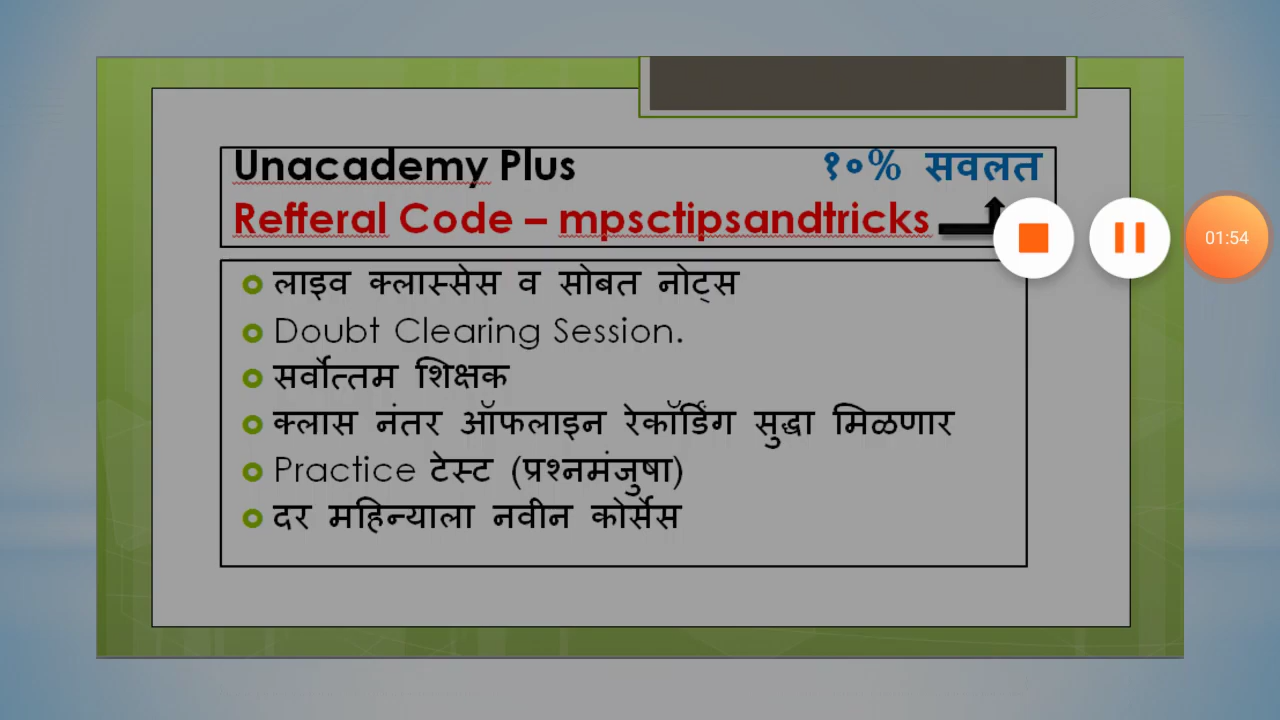 Unacademy Plus १०% सवलत
Refferal Code – mpsctipsandtricks
लाइव क्लास्सेस व सोबत नोट्स
Doubt Clearing Session.
सर्वोत्तम शिक्षक
क्लास नंतर ऑफलाइन रेकॉर्डिंग सुद्धा मिळणार
Practice टेस्ट (प्रश्नमंजुषा)
दर महिन्याला नवीन कोर्सेस
01:54